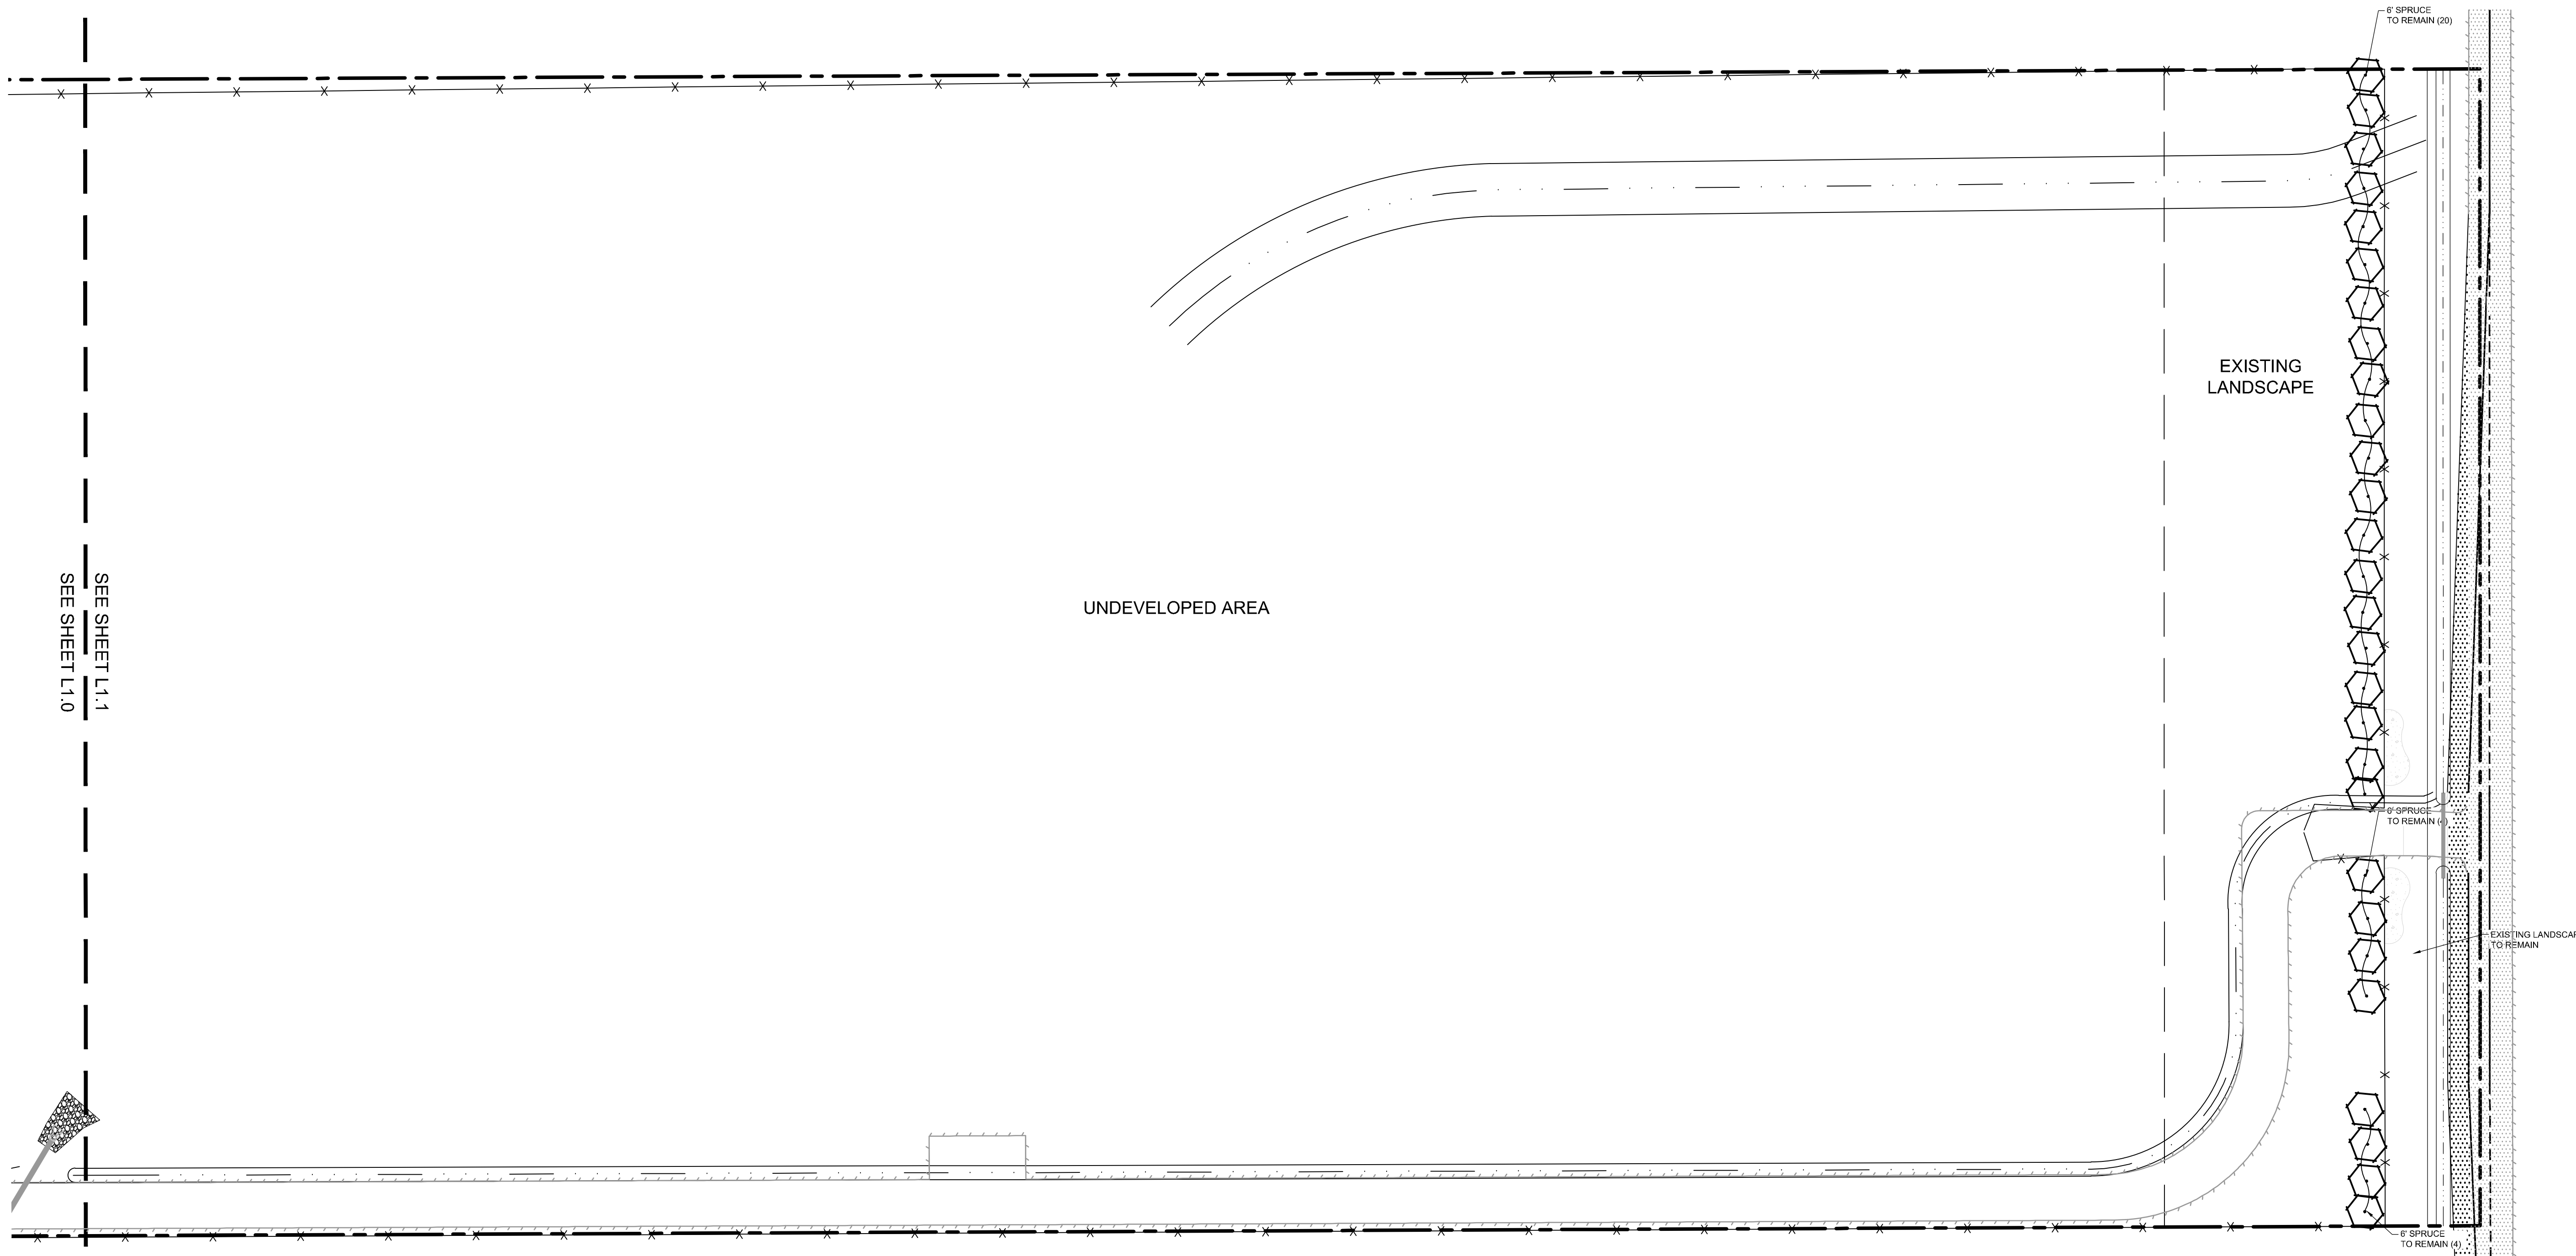 6' SPRUCE
TO REMAIN (20)
EXISTING
LANDSCAPE
SEE SHEET L1.1
SEE SHEET L1.0
UNDEVELOPED AREA
6' SPRUCE
TO REMAIN (4)
EXISTING LANDSCAP
TO REMAIN
6' SPRUCE
TO REMAIN (4)